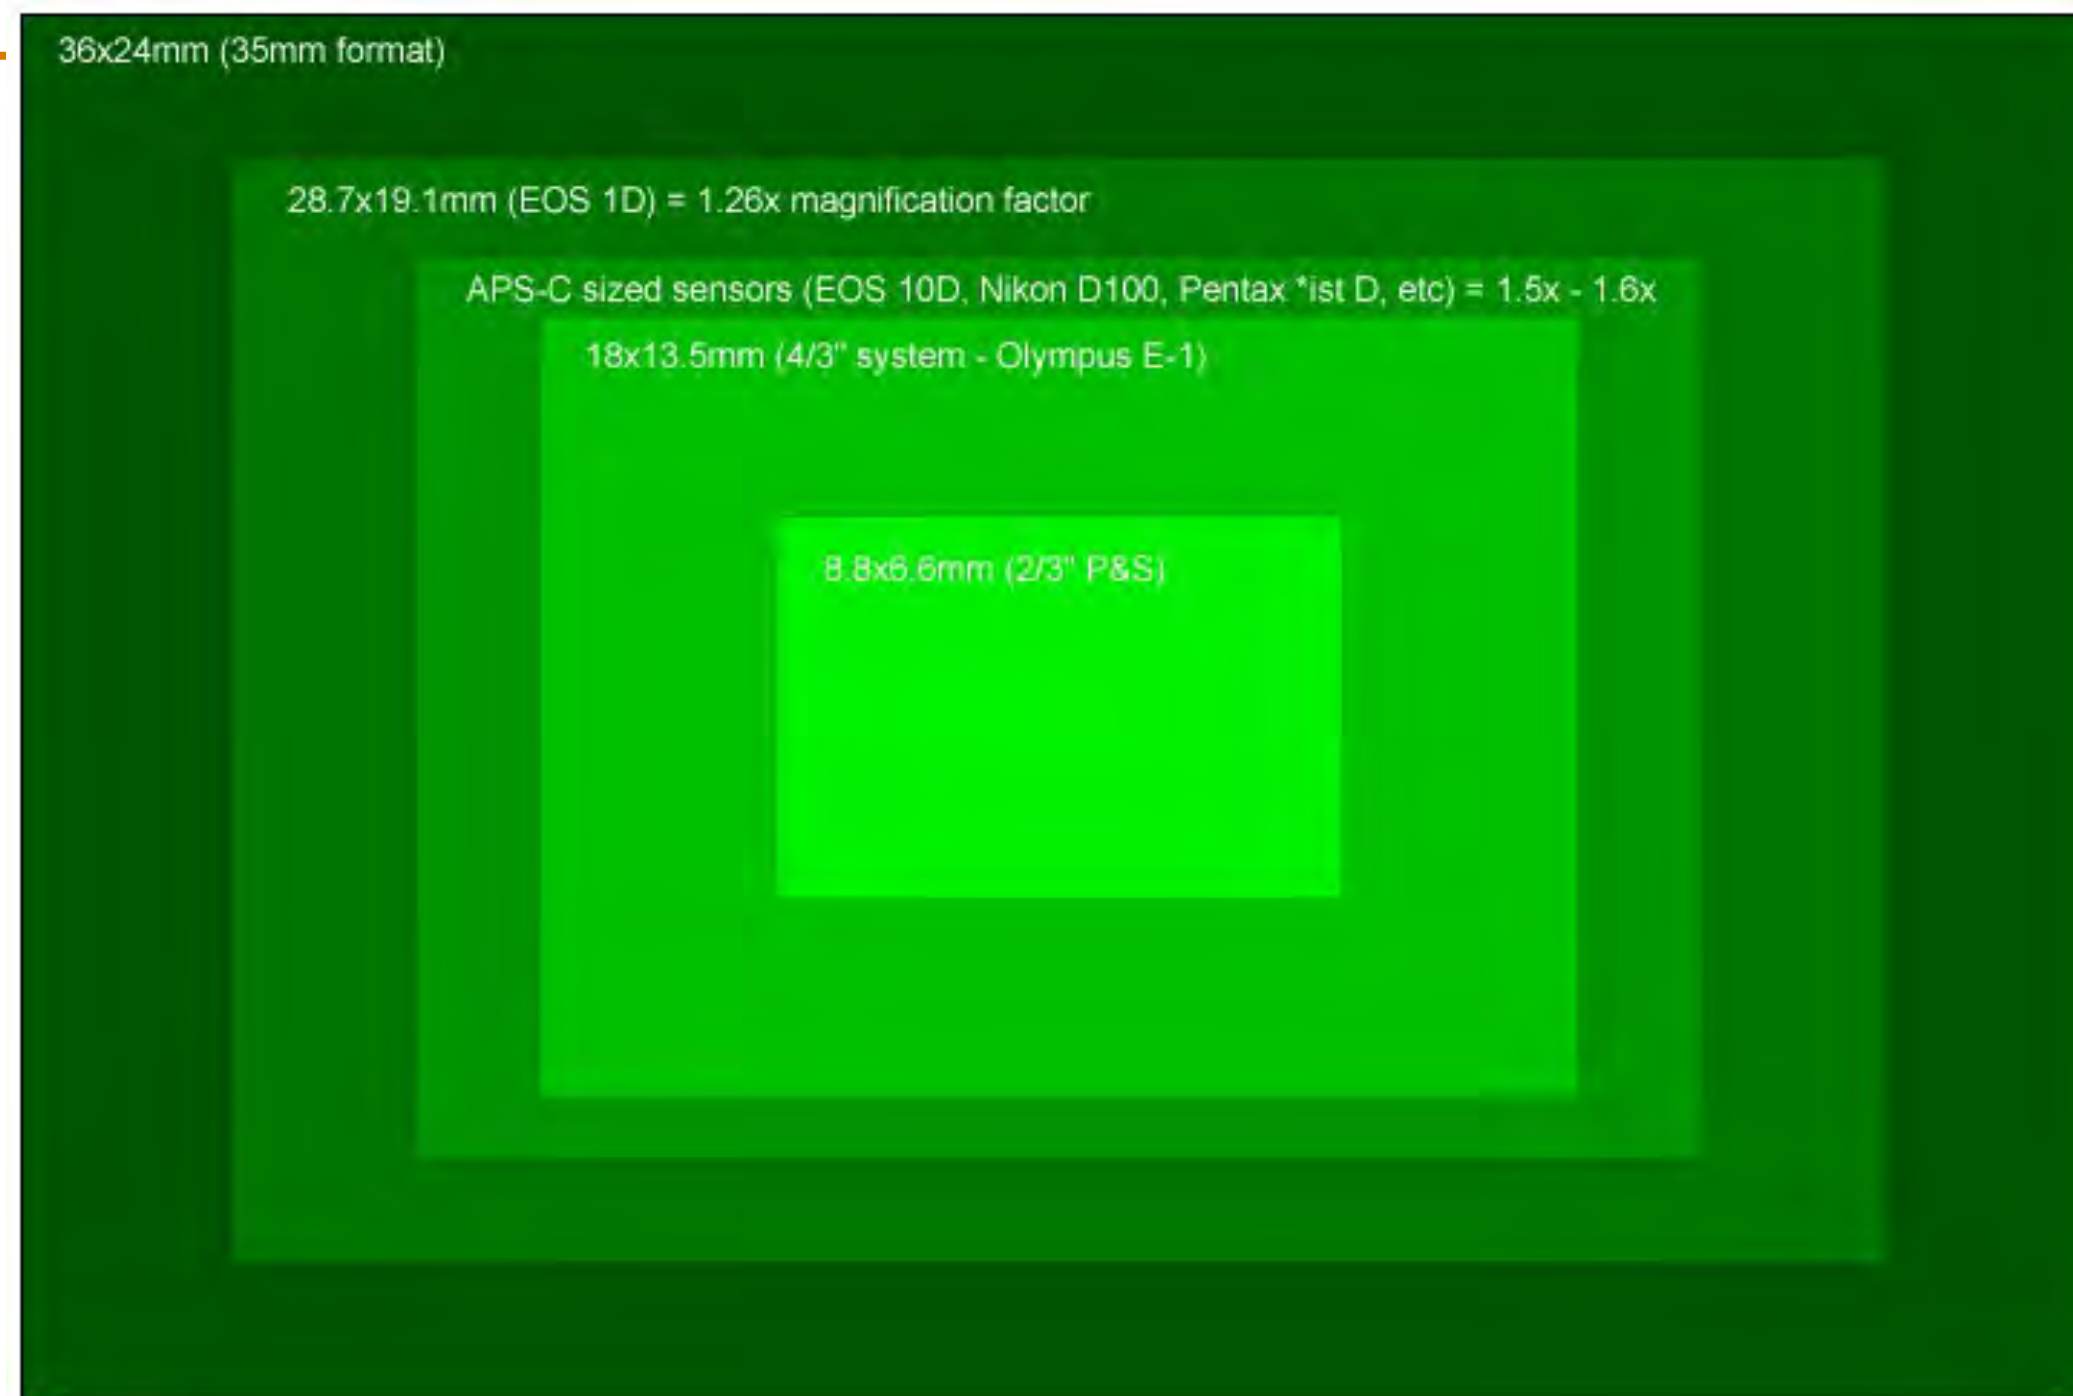 36x24mm (35mm format)
28.7x19.1mm (EOS 1D) = 1.26x magnification factor
APS-C sized sensors (EOS 10D, Nikon D100, Pentax *ist D, etc) = 1.5x - 1.6x
18x13.5mm (4/3" system - Olympus E-1)
8.8x6.6mm (2/3" P&S)